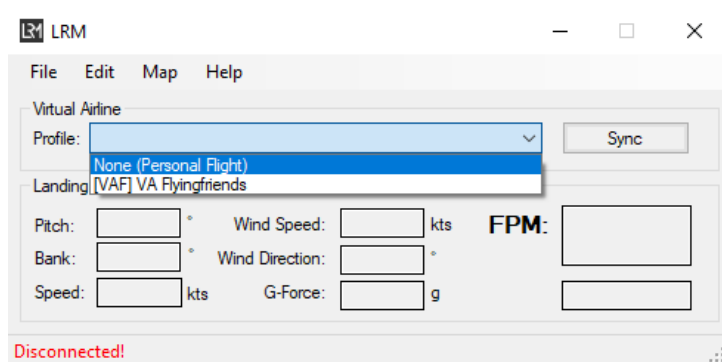 LRM LRM
File Edit Map Help
Virtual Airline
Profile: Sync
None (Personal Flight)
[VAF] VA Flyingfriends
Landing
Pitch: ° Wind Speed: kts FPM:
Bank: ° Wind Direction: °
Speed: kts G-Force: g
Disconnected!